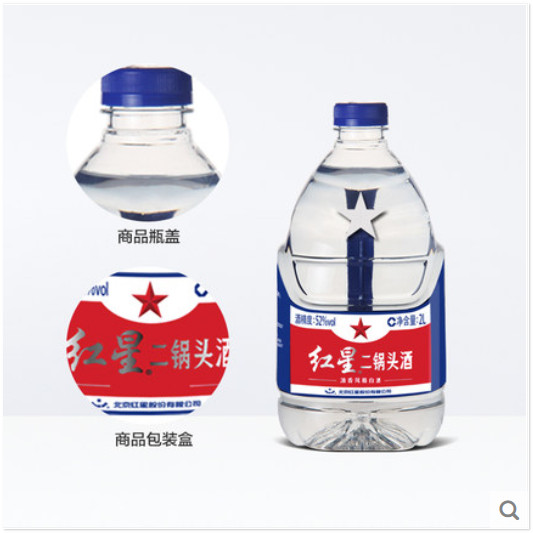 商品瓶盖
%vol
红星二锅头酒
北京红星股份有限公司
商品包装盒
酒精度:52%vol
净含量:2L
红星二锅头酒
清香风格白酒
北京红星股份有限公司